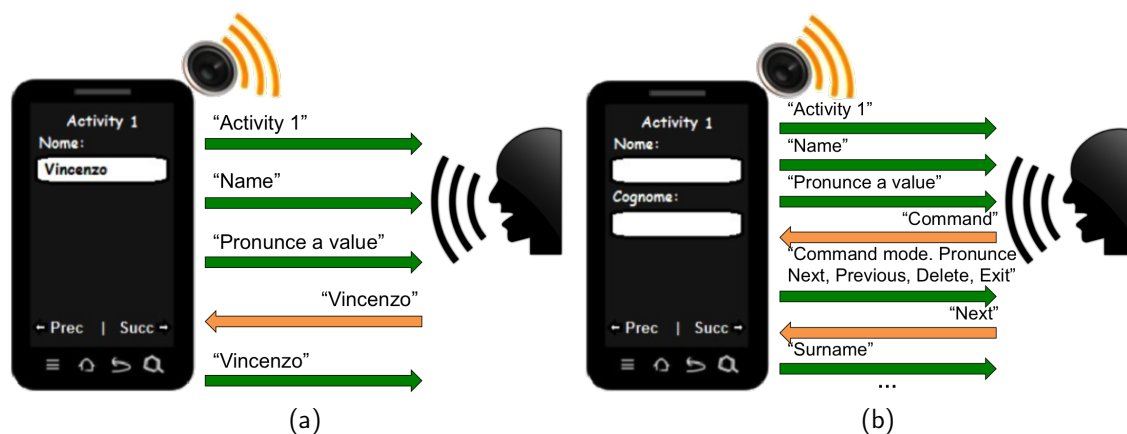 Activity 1
Nome:
Vincenzo
Prec | Succ
“Activity 1”
“Name”
“Pronunce a value”
“Vincenzo”
“Vincenzo”
(a)
Activity 1
Nome:
Cognome:
Prec | Succ
“Activity 1”
“Name”
“Pronunce a value”
“Command”
“Command mode. Pronunce
Next, Previous, Delete, Exit”
“Next”
“Surname”
...
(b)